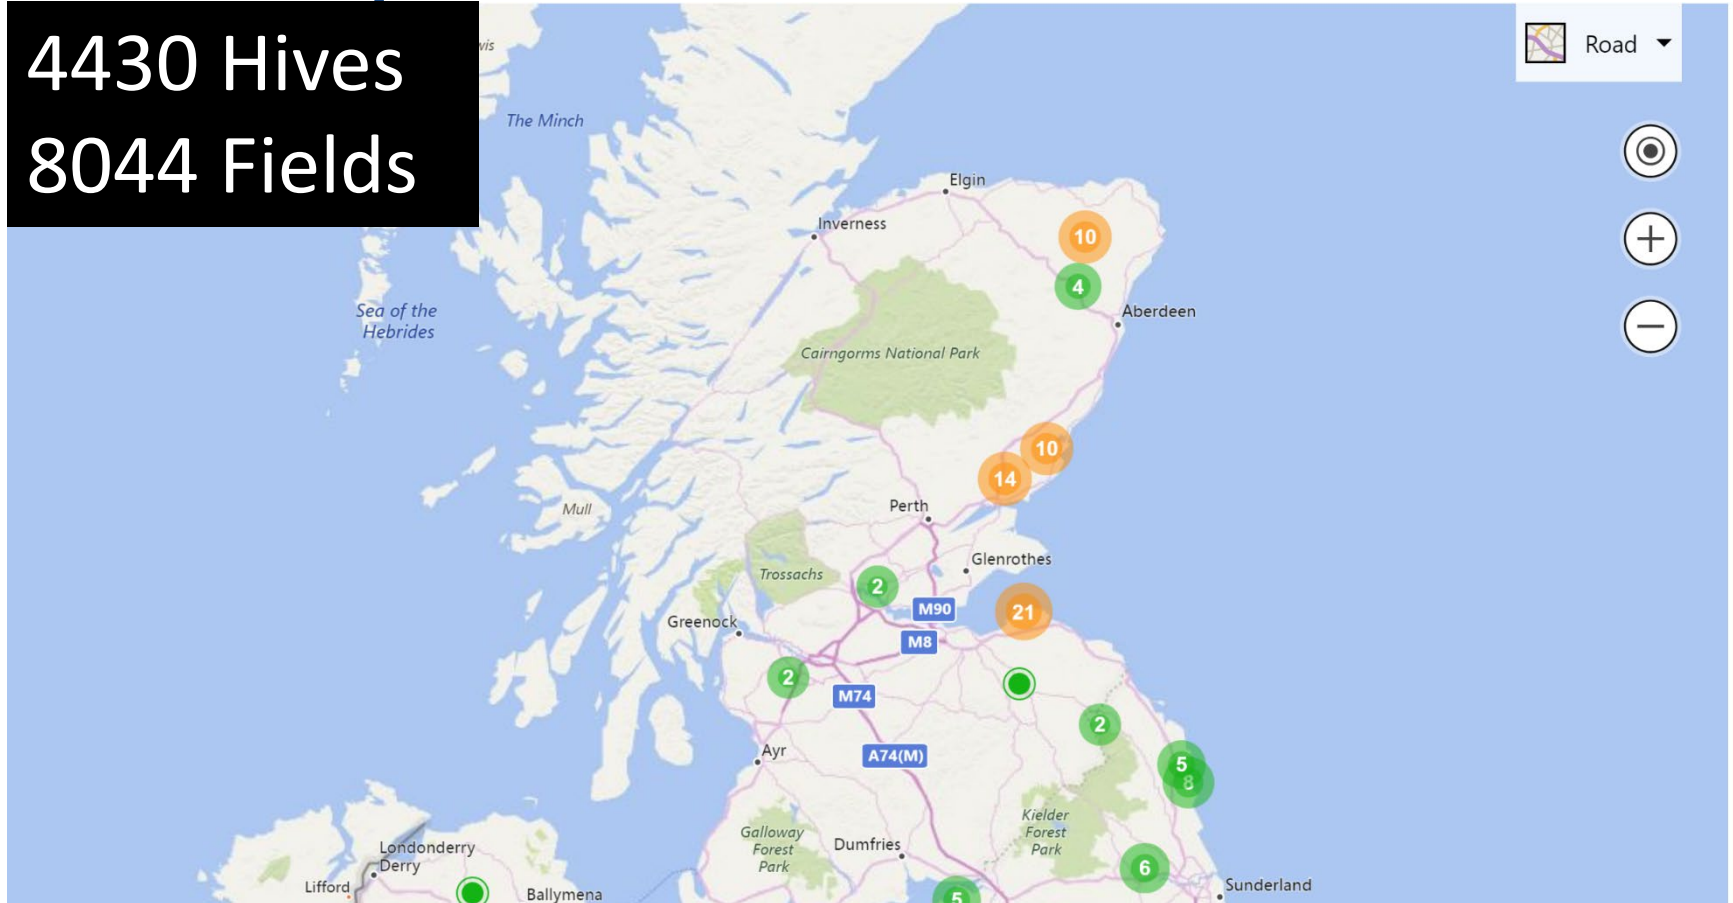 4430 Hives
8044 Fields
Road
The Minch
Elgin
Inverness
10
4
Aberdeen
Sea of the
Hebrides
Cairngorms National Park
10
14
Perth
Mull
Glenrothes
Trossachs
2
M90
21
Greenock
M8
2
M74
2
Ayr
A74(M)
5
8
Kielder
Forest
Park
Galloway
Forest
Park
Dumfries
Londonderry
Derry
6
Lifford
Ballymena
5
Sunderland